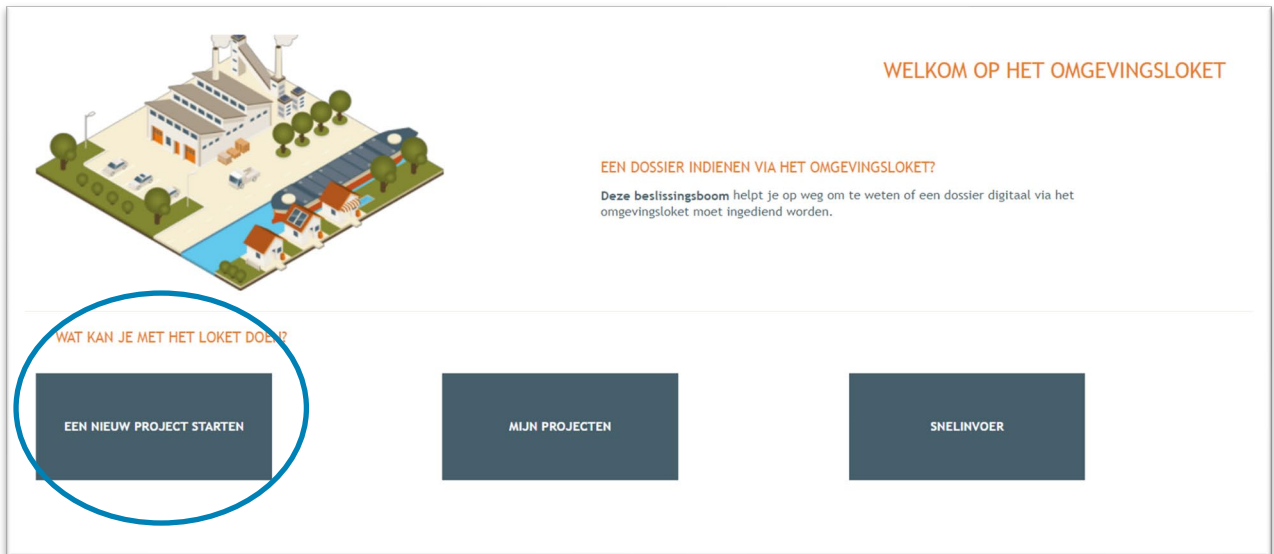 WELKOM OP HET OMGEVINGSLOKET
EEN DOSSIER INDIENEN VIA HET OMGEVINGSLOKET?
Deze beslissingsboom helpt je op weg om te weten of een dossier digitaal via het
omgevingsloket moet ingediend worden.
WAT KAN JE MET HET LOKET DOEN?
EEN NIEUW PROJECT STARTEN
MIJN PROJECTEN
SNELINVOER